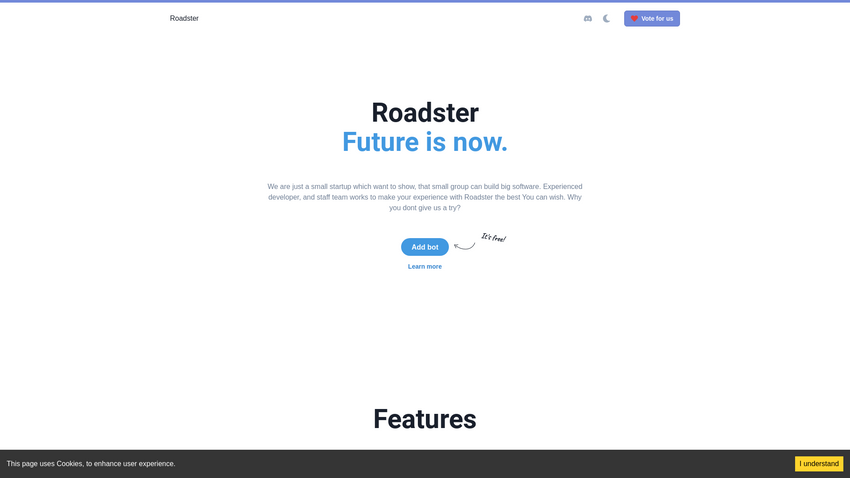 Roadster
Vote for us
Roadster
Future is now.
We are just a small startup which want to show, that small group can build big software. Experienced
developer, and staff team works to make your experience with Roadster the best You can wish. Why
you dont give us a try?
It's free!
Add bot
Learn more
Features
This page uses Cookies, to enhance user experience.
I understand